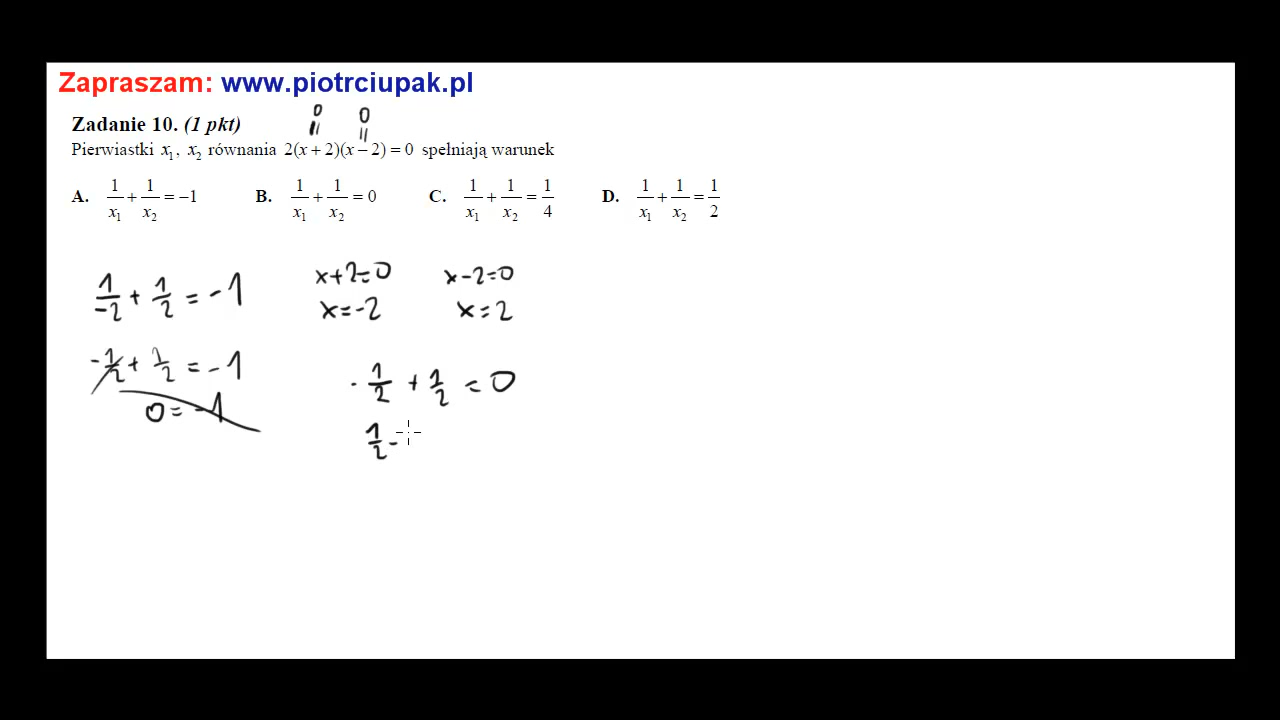 Zapraszam: www.piotrciupak.pl
0 0
= =
Zadanie 10. (1 pkt)
Pierwiastki x₁, x₂ równania 2(x + 2)(x − 2) = 0 spełniają warunek
A. 1/x₁ + 1/x₂ = −1 B. 1/x₁ + 1/x₂ = 0 C. 1/x₁ + 1/x₂ = 1/4 D. 1/x₁ + 1/x₂ = 1/2
1/-2 + 1/2 = -1 x+2=0 x-2=0
x=-2 x=2
-1/2 + 1/2 = -1 -1/2 + 1/2 = 0
0 = -1
1/2 -